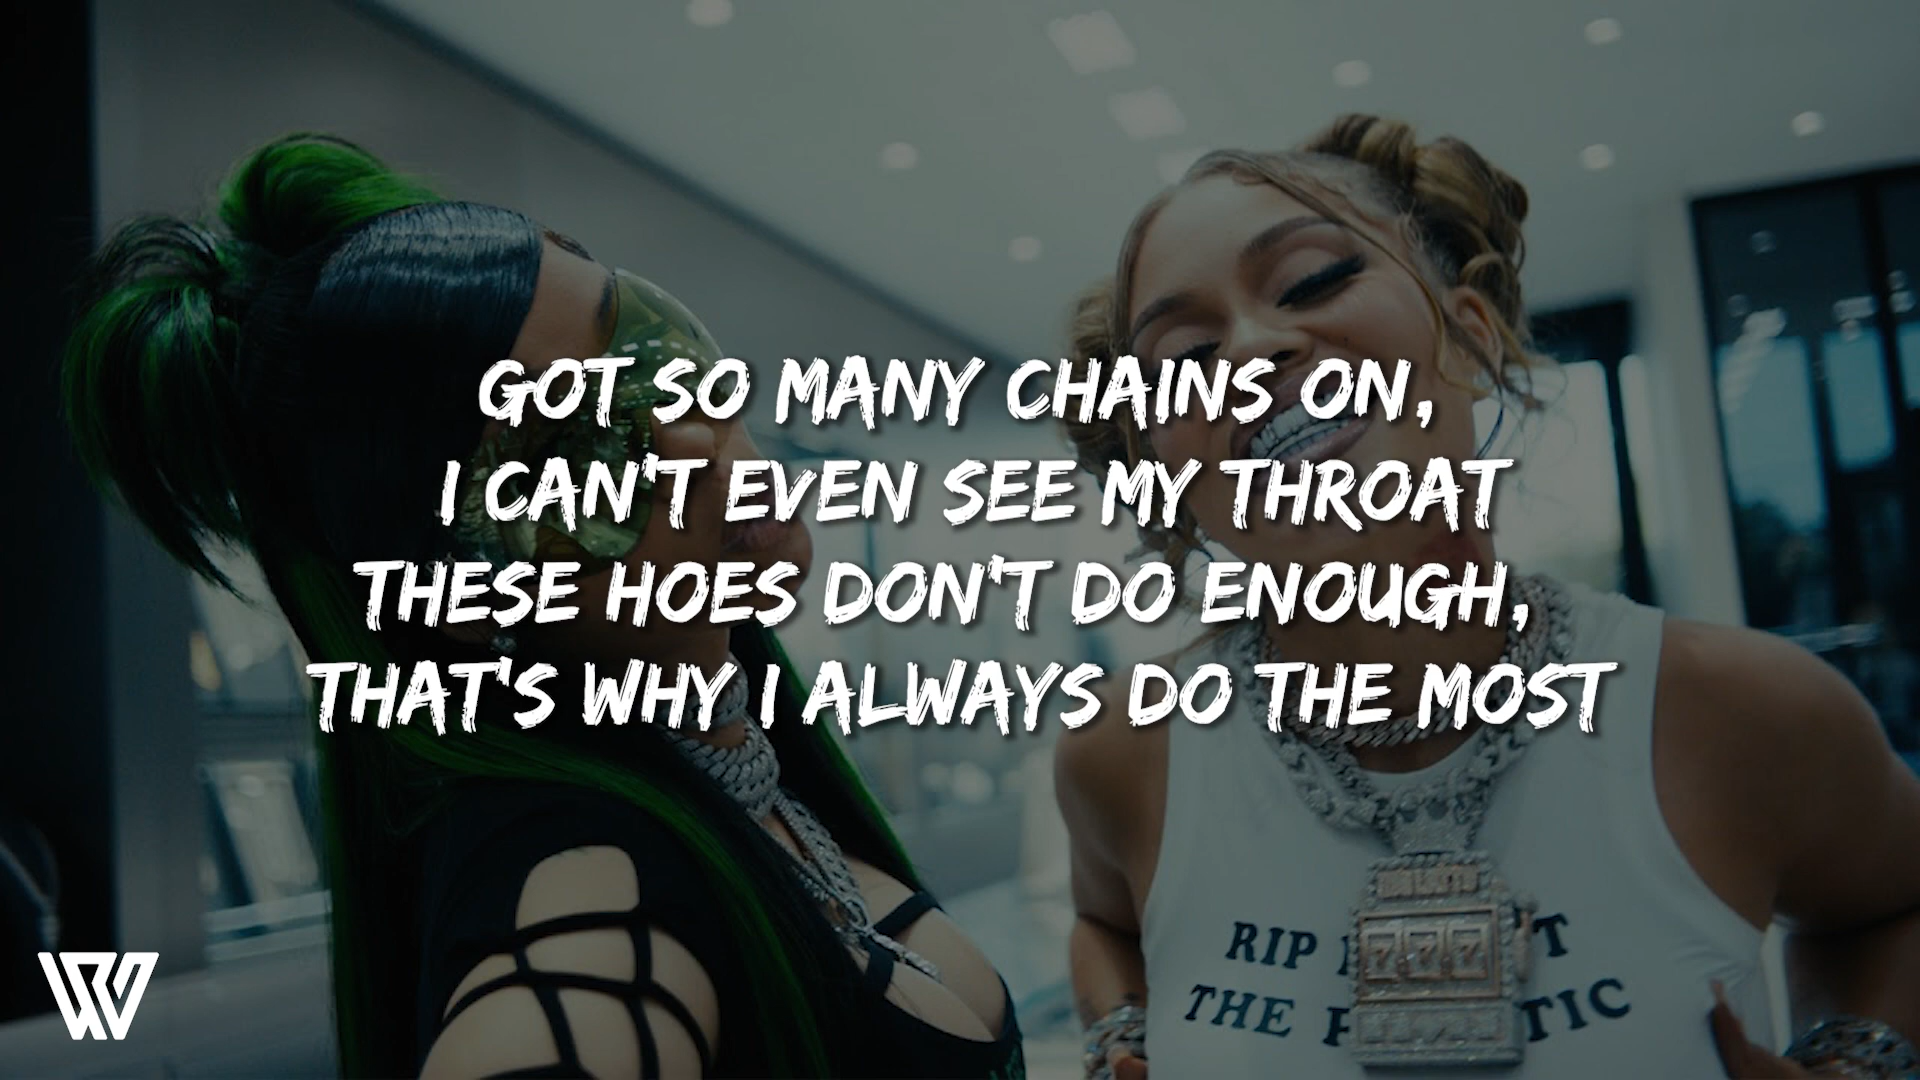 GOT SO MANY CHAINS ON,
I CAN'T EVEN SEE MY THROAT
THESE HOES DON'T DO ENOUGH,
THAT'S WHY I ALWAYS DO THE MOST
RIP
THE
777